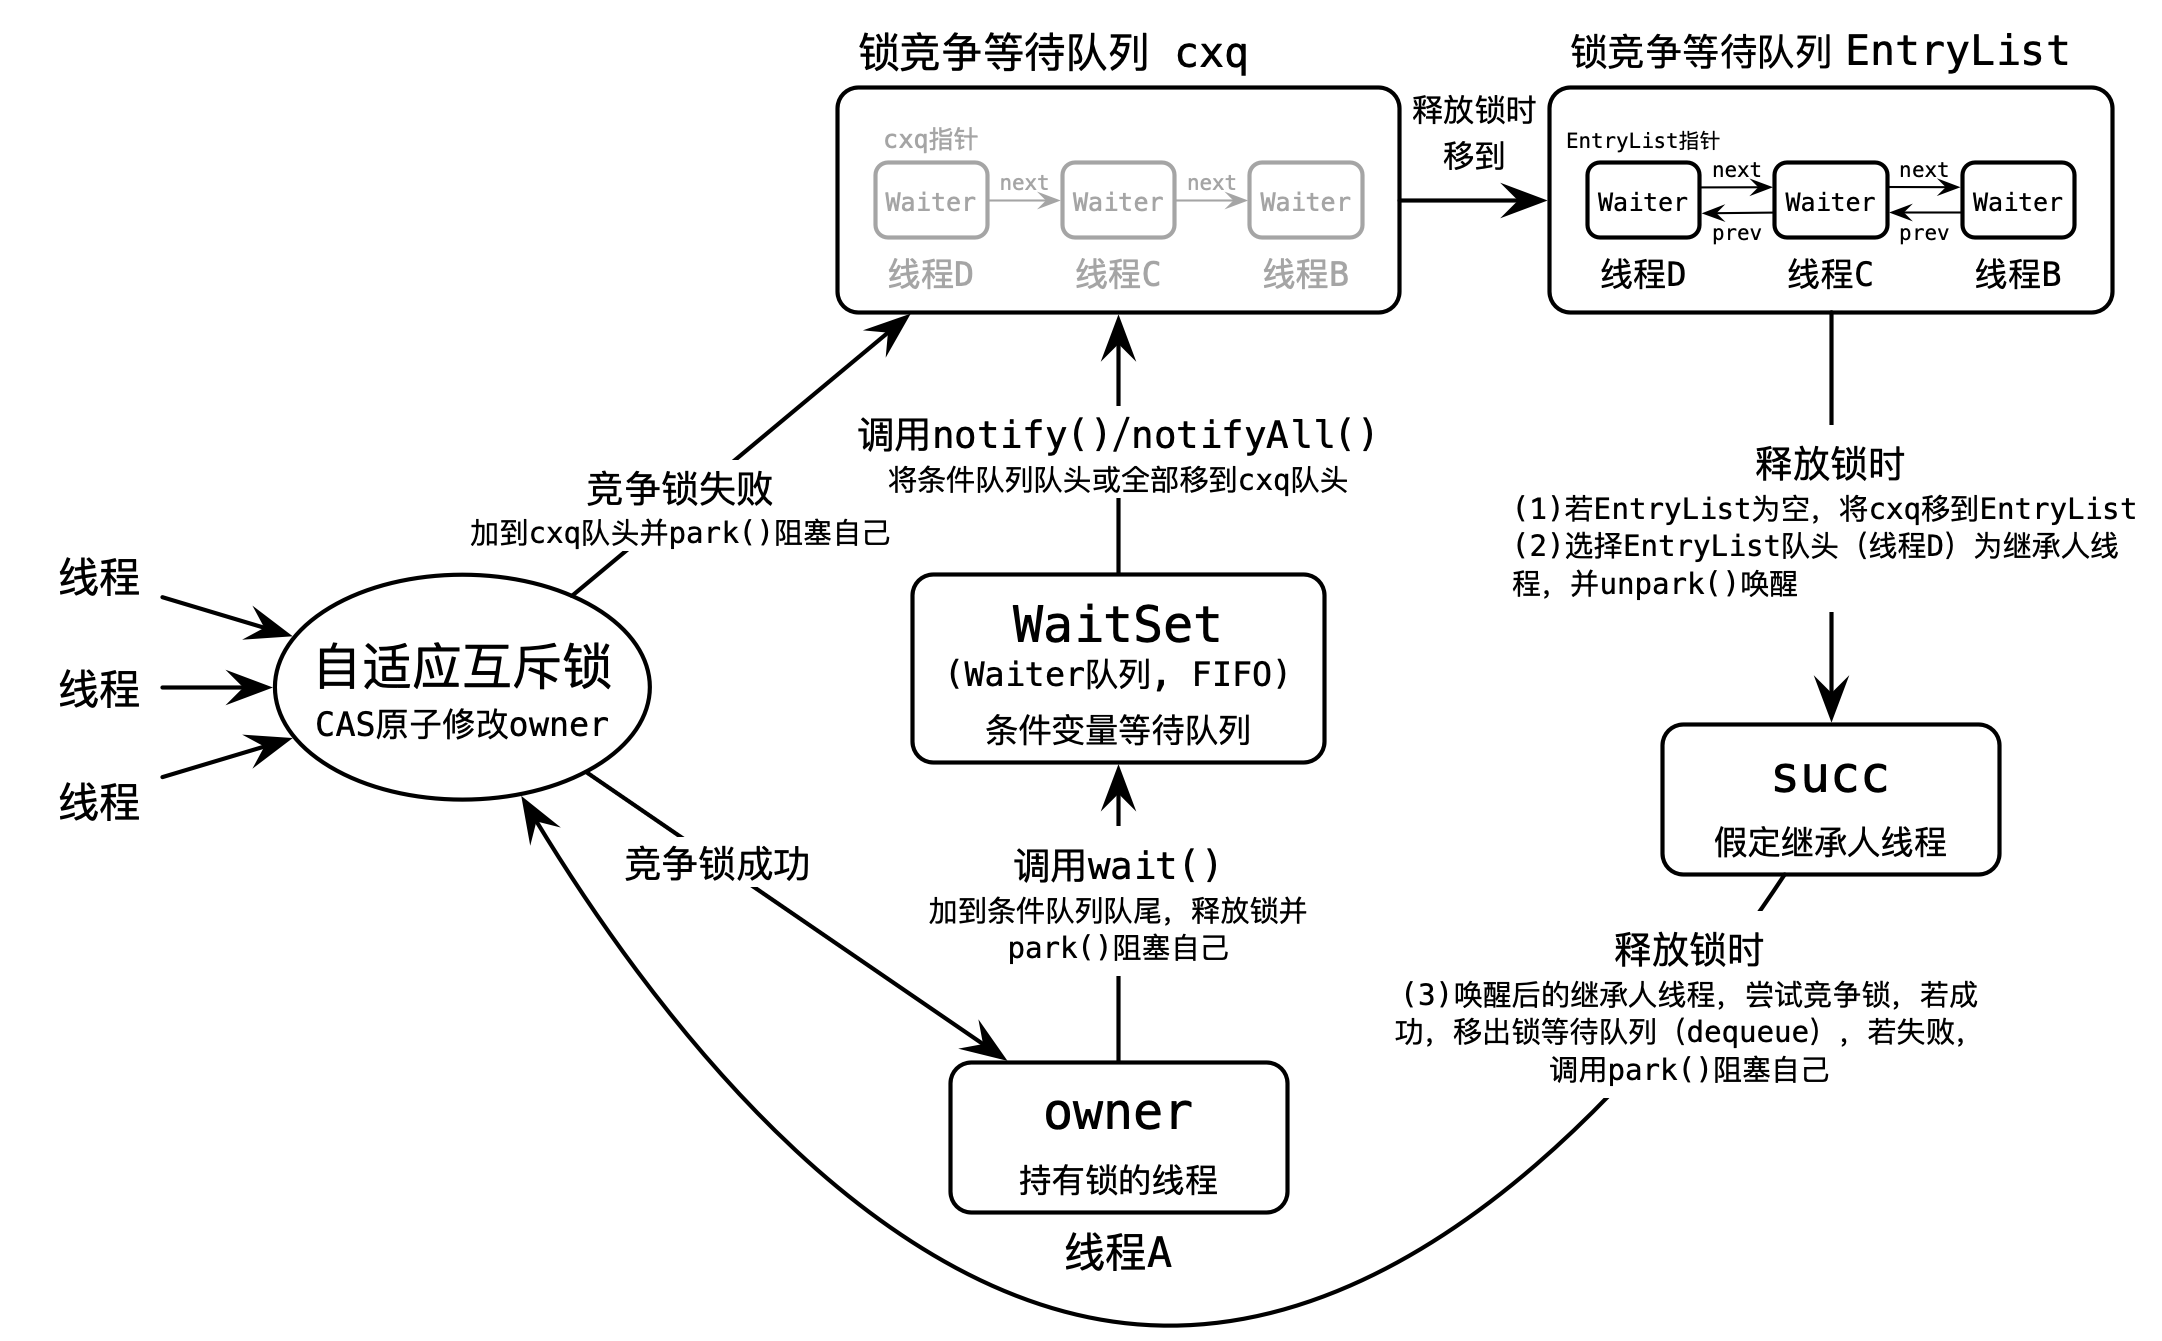 锁竞争等待队列 cxq
锁竞争等待队列 EntryList
释放锁时
移到
cxq指针
Waiter
next
Waiter
next
Waiter
线程D
线程C
线程B
EntryList指针
Waiter
next
prev
Waiter
next
prev
Waiter
线程D
线程C
线程B
调用notify()/notifyAll()
将条件队列队头或全部移到cxq队头
竞争锁失败
加到cxq队头并park()阻塞自己
释放锁时
(1)若EntryList为空，将cxq移到EntryList
(2)选择EntryList队头（线程D）为继承人线
程，并unpark()唤醒
线程
线程
线程
自适应互斥锁
CAS原子修改owner
WaitSet
(Waiter队列, FIFO)
条件变量等待队列
succ
假定继承人线程
竞争锁成功
调用wait()
加到条件队列队尾，释放锁并
park()阻塞自己
释放锁时
(3)唤醒后的继承人线程，尝试竞争锁，若成
功，移出锁等待队列（dequeue），若失败，
调用park()阻塞自己
owner
持有锁的线程
线程A